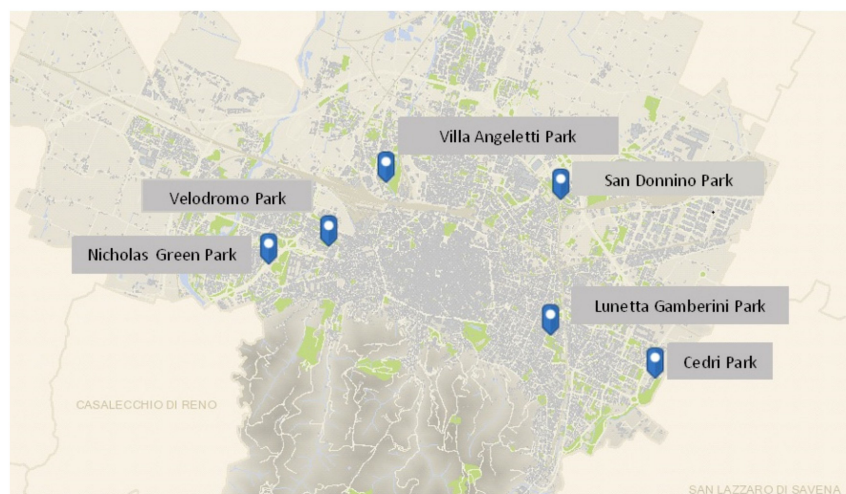 Villa Angeletti Park
San Donnino Park
Velodromo Park
Nicholas Green Park
Lunetta Gamberini Park
Cedri Park
CASALECCHIO DI RENO
SAN LAZZARO DI SAVENA